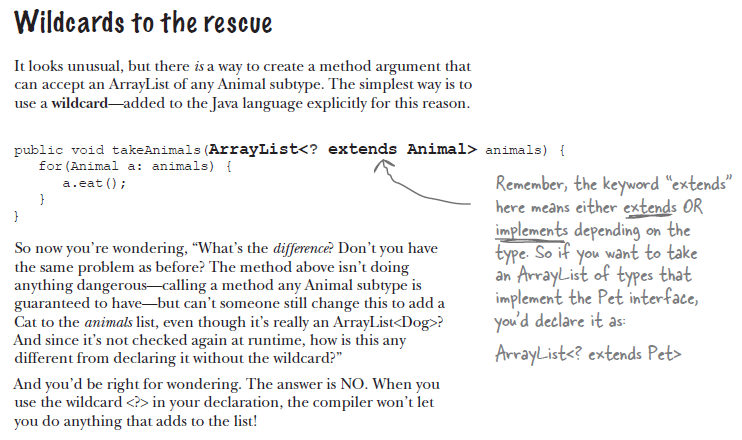 Wildcards to the rescue
It looks unusual, but there is a way to create a method argument that
can accept an ArrayList of any Animal subtype. The simplest way is to
use a wildcard—added to the Java language explicitly for this reason.
public void takeAnimals(ArrayList<? extends Animal> animals) {
for(Animal a: animals) {
a.eat();
}
}
Remember, the keyword "extends"
here means either extends OR
implements depending on the
type. So if you want to take
an ArrayList of types that
implement the Pet interface,
you'd declare it as:
ArrayList<? extends Pet>
So now you're wondering, "What's the difference? Don't you have
the same problem as before? The method above isn't doing
anything dangerous—calling a method any Animal subtype is
guaranteed to have—but can't someone still change this to add a
Cat to the animals list, even though it's really an ArrayList<Dog>?
And since it's not checked again at runtime, how is this any
different from declaring it without the wildcard?"
And you'd be right for wondering. The answer is NO. When you
use the wildcard <?> in your declaration, the compiler won't let
you do anything that adds to the list!